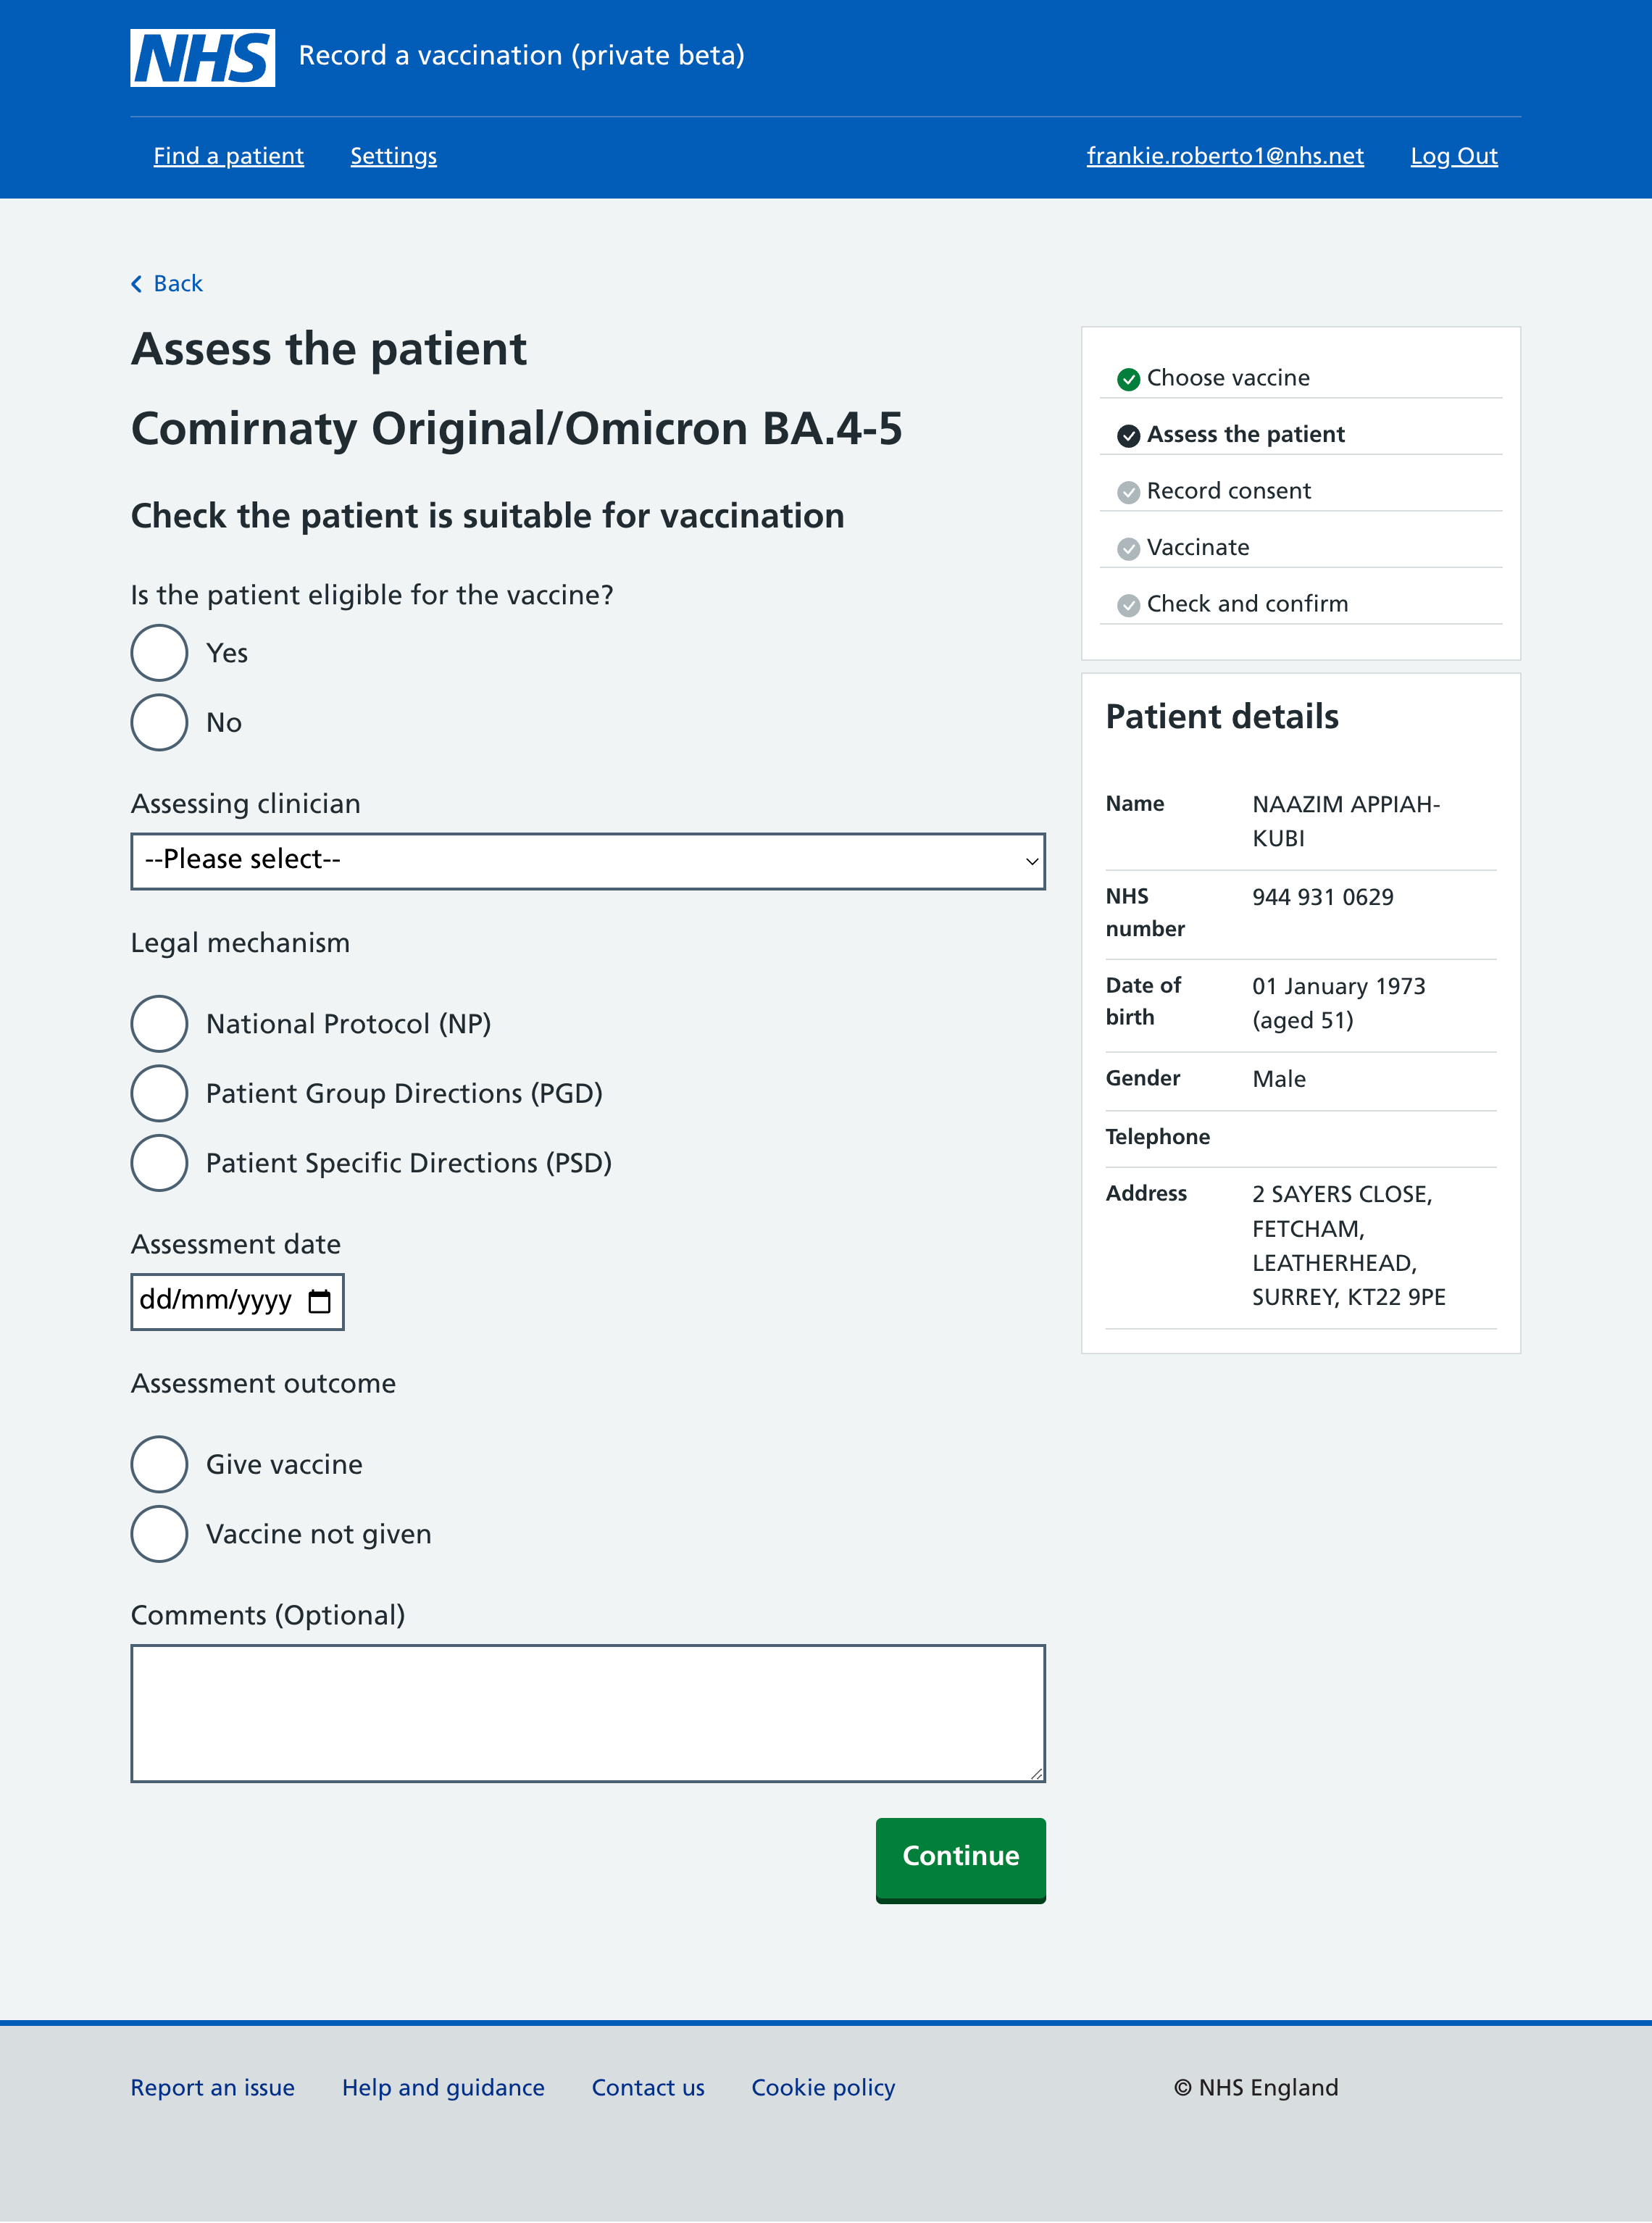 NHS Record a vaccination (private beta)
Find a patient Settings frankie.roberto1@nhs.net Log Out
Back
Assess the patient
Comirnaty Original/Omicron BA.4-5
Check the patient is suitable for vaccination
Is the patient eligible for the vaccine?
Yes
No
Assessing clinician
--Please select--
Legal mechanism
National Protocol (NP)
Patient Group Directions (PGD)
Patient Specific Directions (PSD)
Assessment date
dd/mm/yyyy
Assessment outcome
Give vaccine
Vaccine not given
Comments (Optional)
Continue
Choose vaccine
Assess the patient
Record consent
Vaccinate
Check and confirm
Patient details
Name NAAZIM APPIAH-
KUBI
NHS 944 931 0629
number
Date of 01 January 1973
birth (aged 51)
Gender Male
Telephone
Address 2 SAYERS CLOSE,
FETCHAM,
LEATHERHEAD,
SURREY, KT22 9PE
Report an issue Help and guidance Contact us Cookie policy © NHS England